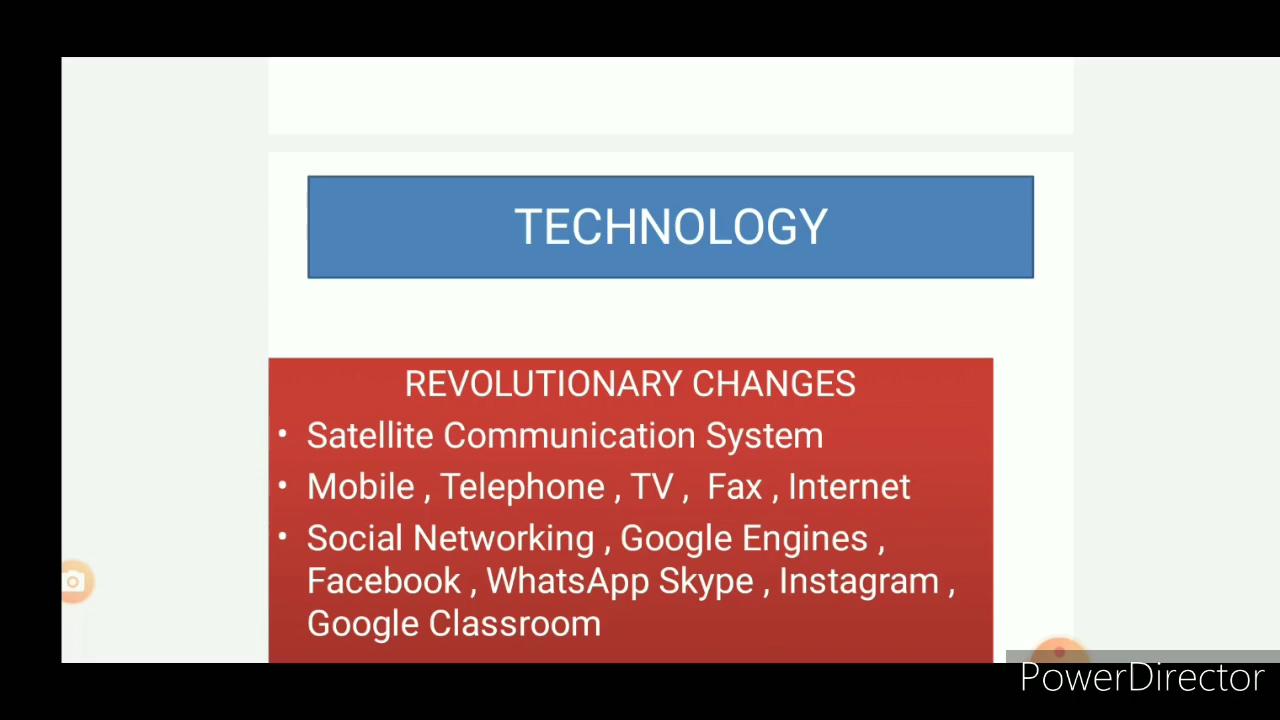 TECHNOLOGY
REVOLUTIONARY CHANGES
• Satellite Communication System
• Mobile , Telephone , TV , Fax , Internet
• Social Networking , Google Engines ,
Facebook , WhatsApp Skype , Instagram ,
Google Classroom
PowerDirector